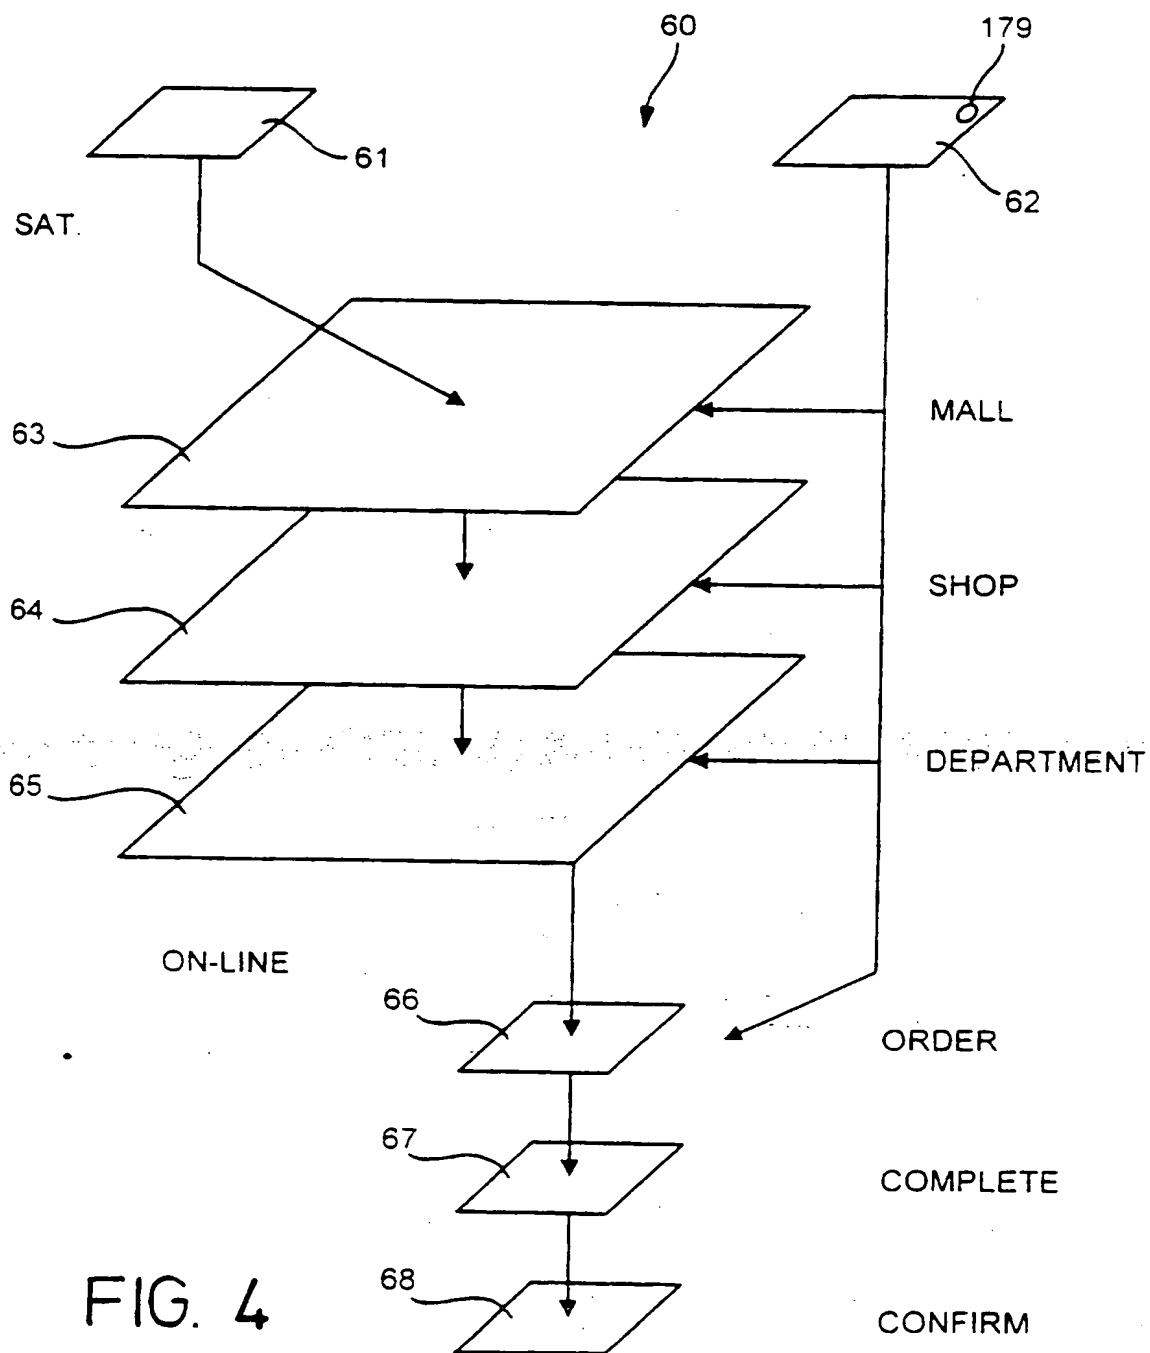 60
179
61
62
SAT.
63
MALL
64
SHOP
65
DEPARTMENT
ON-LINE
66
ORDER
67
COMPLETE
68
CONFIRM
FIG. 4